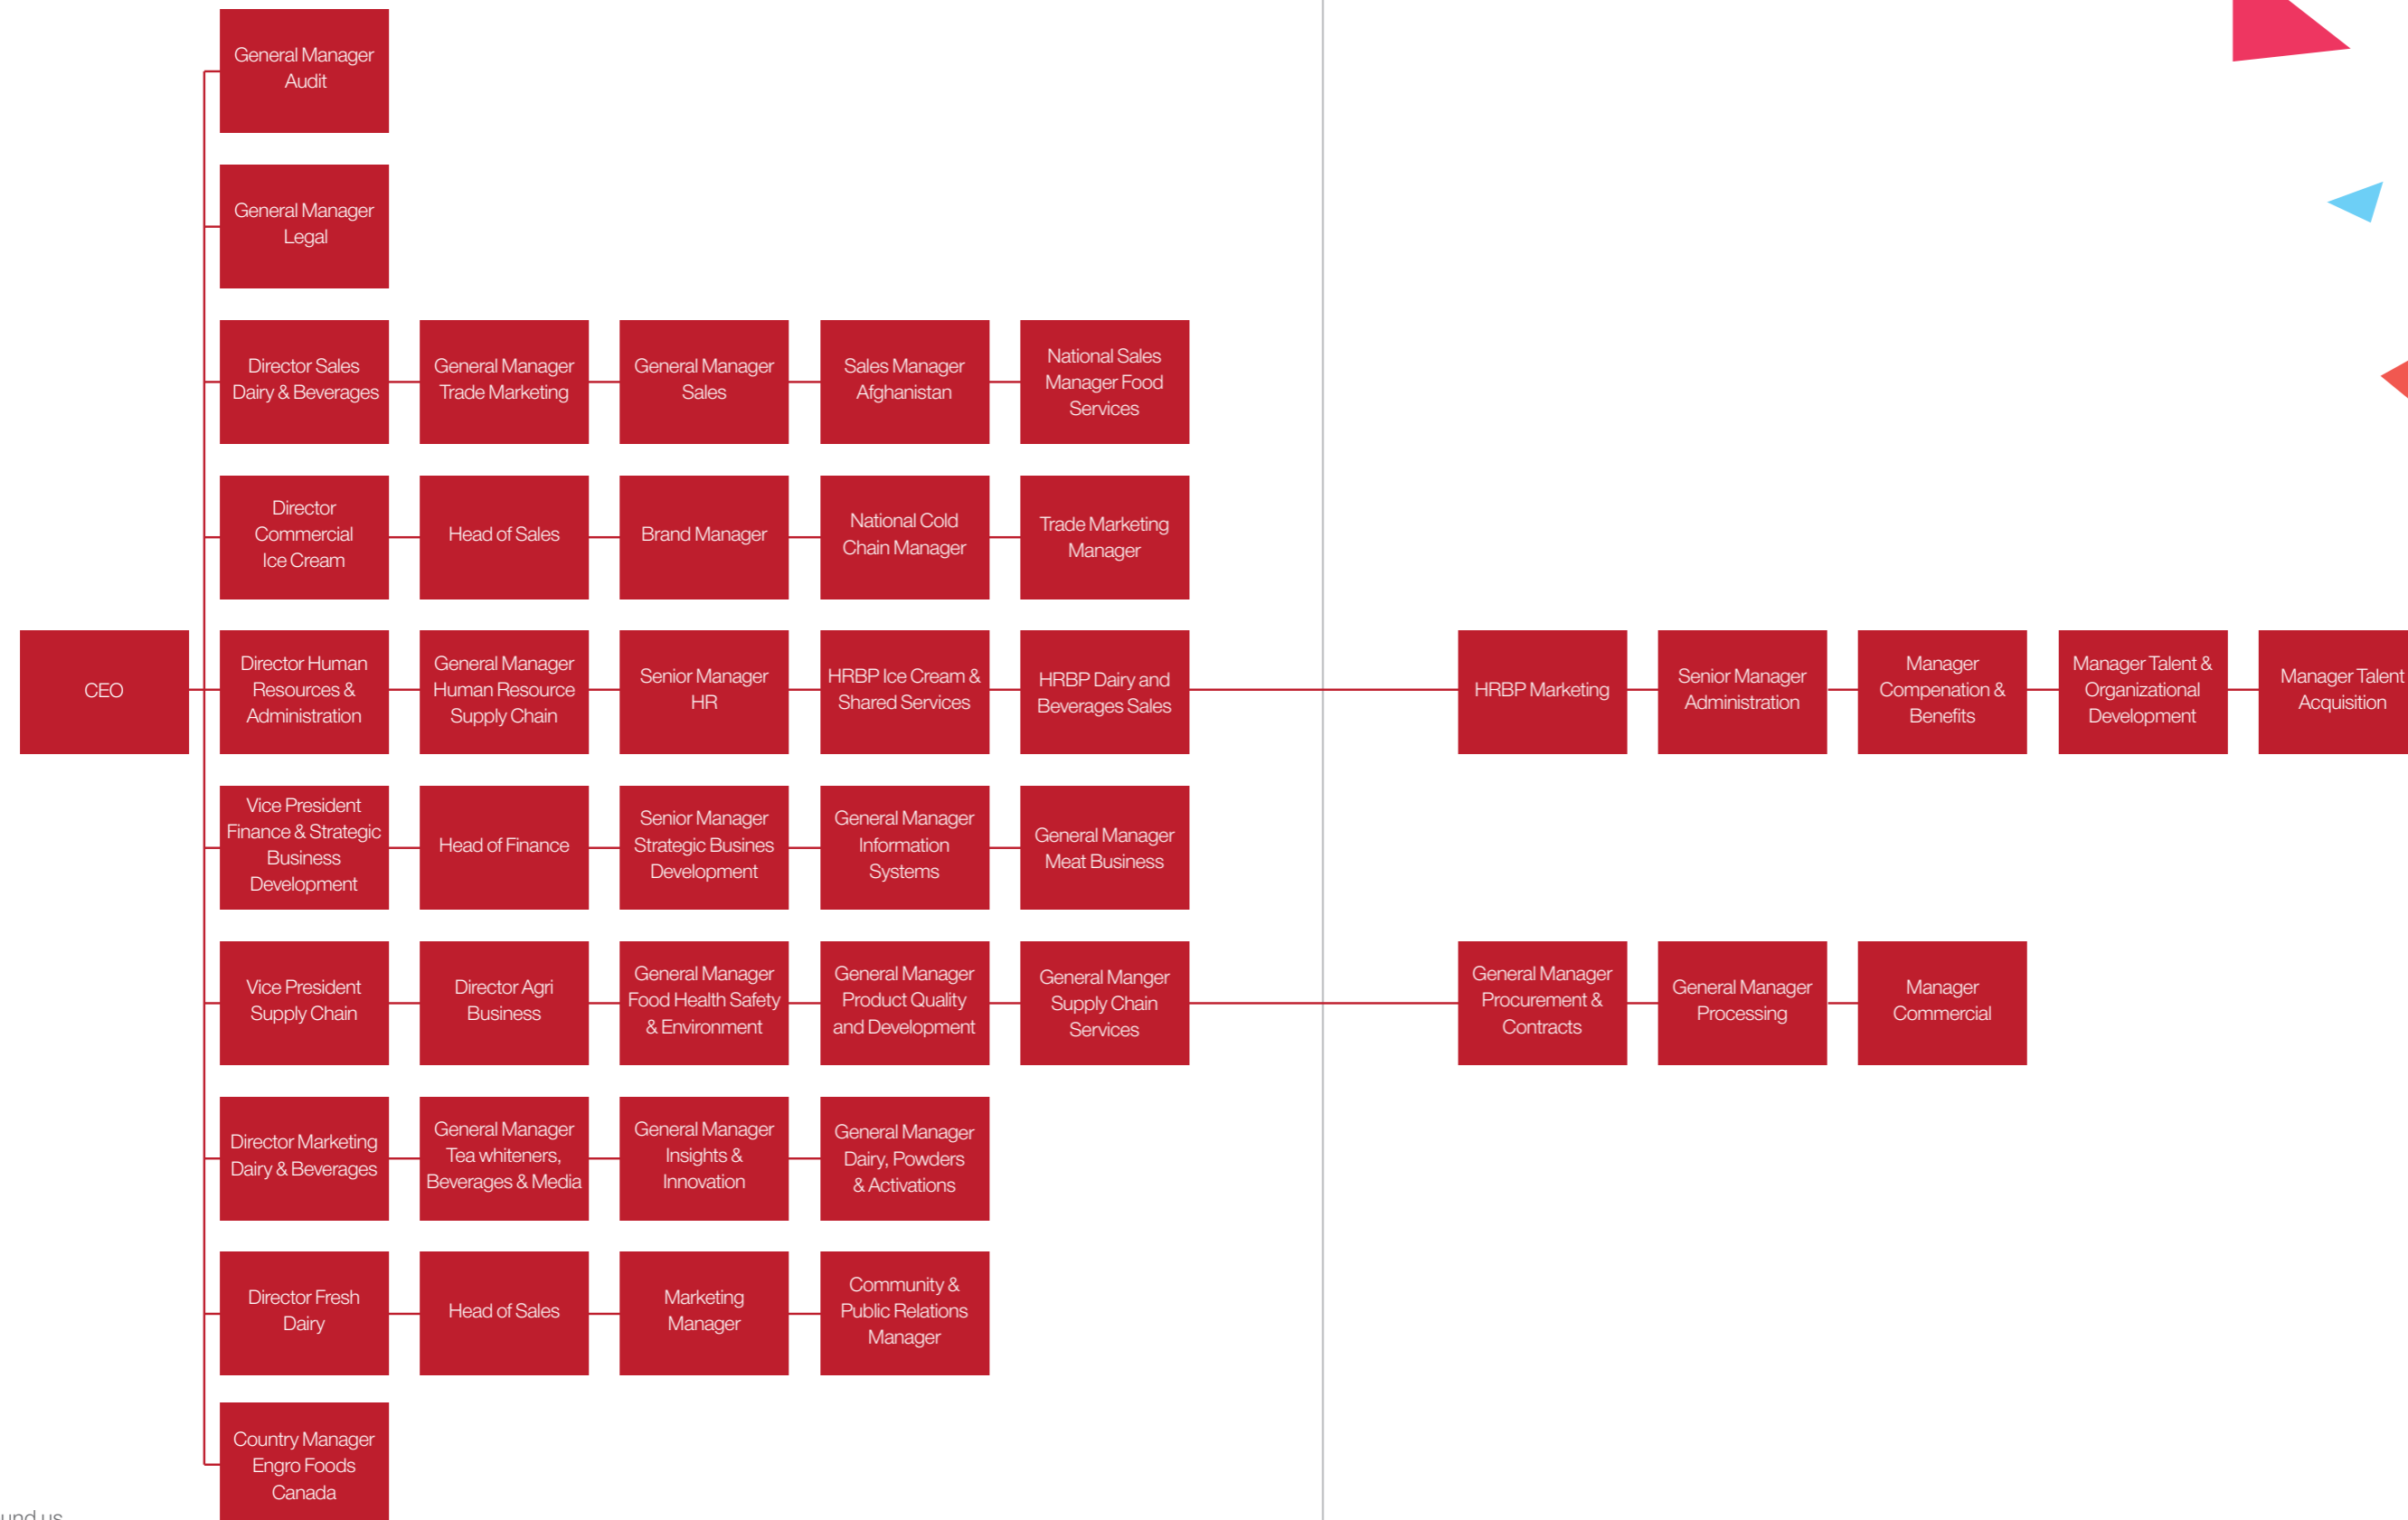 General Manager
Audit
General Manager
Legal
Director Sales
Dairy & Beverages
General Manager
Trade Marketing
General Manager
Sales
Sales Manager
Afghanistan
National Sales
Manager Food
Services
Director
Commercial
Ice Cream
Head of Sales
Brand Manager
National Cold
Chain Manager
Trade Marketing
Manager
CEO
Director Human
Resources &
Administration
General Manager
Human Resource
Supply Chain
Senior Manager
HR
HRBP Ice Cream &
Shared Services
HRBP Dairy and
Beverages Sales
HRBP Marketing
Senior Manager
Administration
Manager
Compenation &
Benefits
Manager Talent &
Organizational
Development
Manager Talent
Acquisition
Vice President
Finance & Strategic
Business
Development
Head of Finance
Senior Manager
Strategic Busines
Development
General Manager
Information
Systems
General Manager
Meat Business
Vice President
Supply Chain
Director Agri
Business
General Manager
Food Health Safety
& Environment
General Manager
Product Quality
and Development
General Manger
Supply Chain
Services
General Manager
Procurement &
Contracts
General Manager
Processing
Manager
Commercial
Director Marketing
Dairy & Beverages
General Manager
Tea whiteners,
Beverages & Media
General Manager
Insights &
Innovation
General Manager
Dairy, Powders
& Activations
Director Fresh
Dairy
Head of Sales
Marketing
Manager
Community &
Public Relations
Manager
Country Manager
Engro Foods
Canada
us